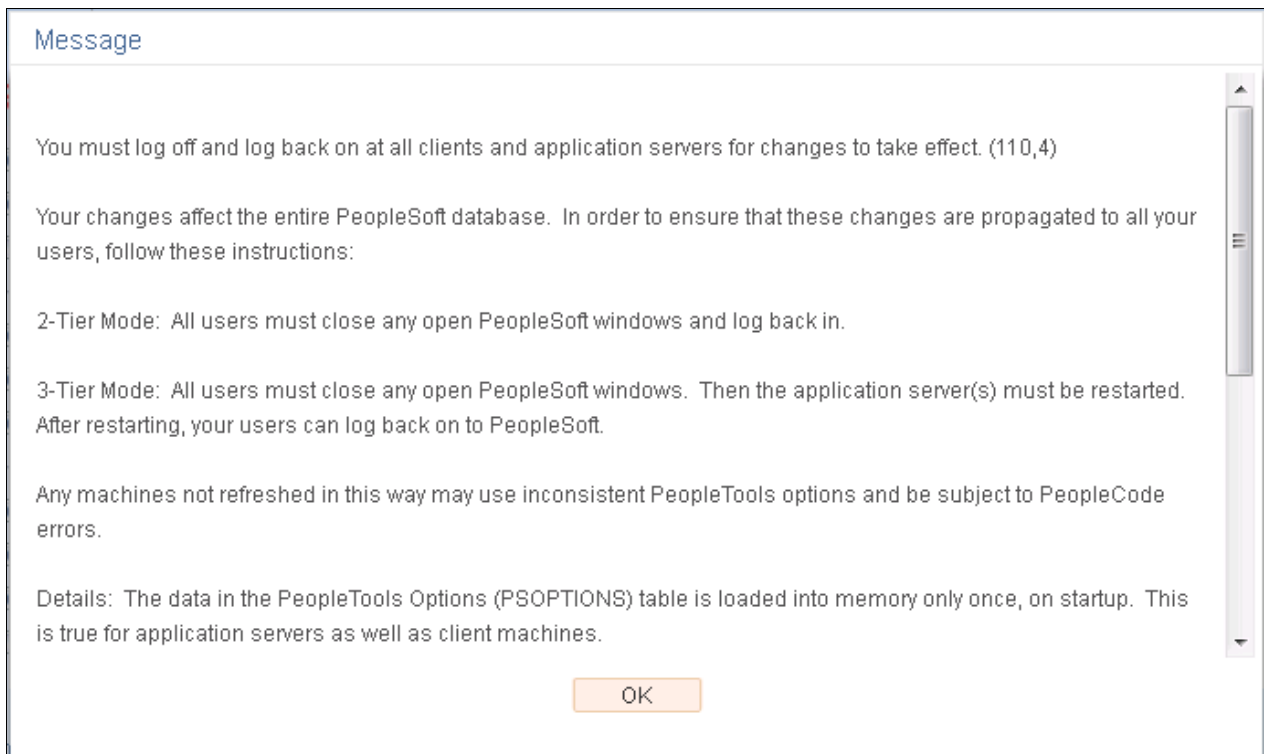 Message
You must log off and log back on at all clients and application servers for changes to take effect. (110,4)
Your changes affect the entire PeopleSoft database.  In order to ensure that these changes are propagated to all your
users, follow these instructions:
2-Tier Mode:  All users must close any open PeopleSoft windows and log back in.
3-Tier Mode:  All users must close any open PeopleSoft windows.  Then the application server(s) must be restarted.
After restarting, your users can log back on to PeopleSoft.
Any machines not refreshed in this way may use inconsistent PeopleTools options and be subject to PeopleCode
errors.
Details:  The data in the PeopleTools Options (PSOPTIONS) table is loaded into memory only once, on startup.  This
is true for application servers as well as client machines.
OK